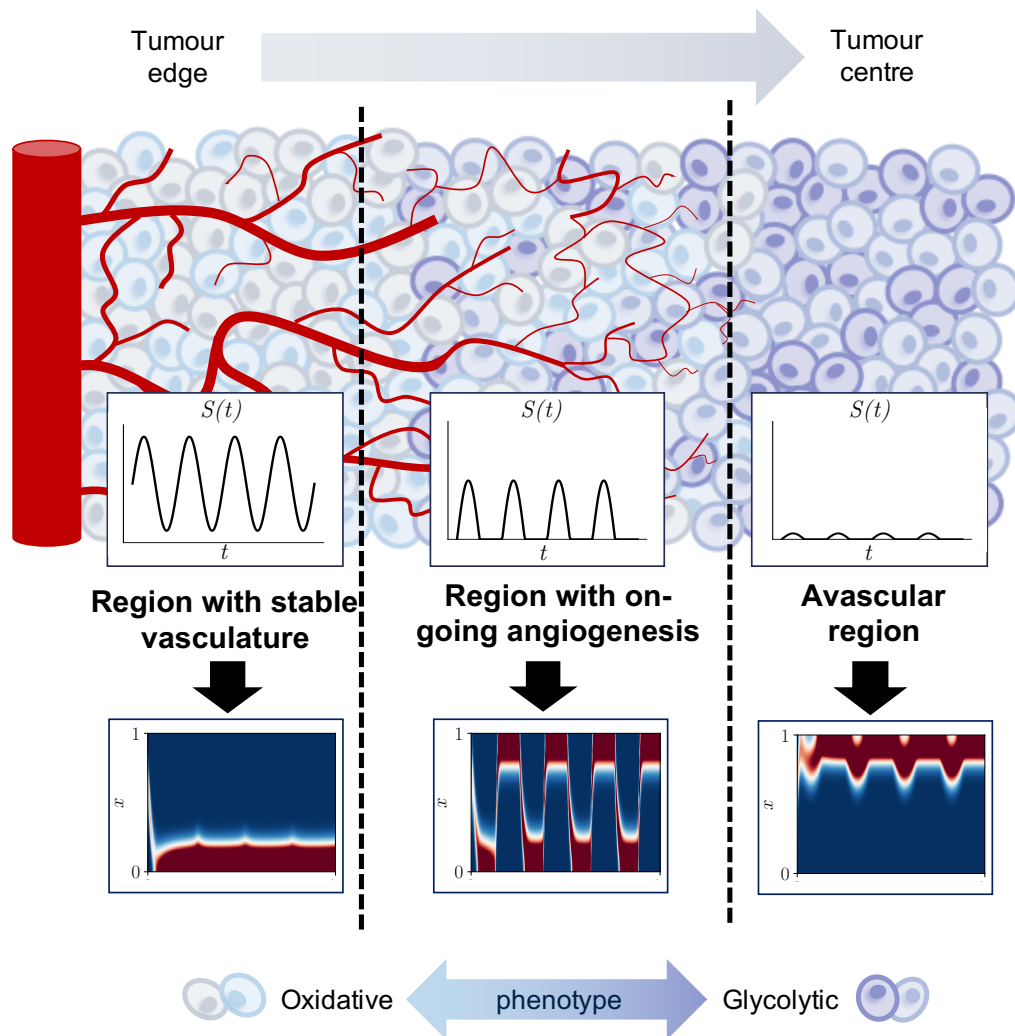 Tumour
edge
Tumour
centre
S(t)
t
S(t)
t
S(t)
t
Region with stable
vasculature
Region with on-
going angiogenesis
Avascular
region
1
x
0
1
x
0
1
x
0
Oxidative
phenotype
Glycolytic